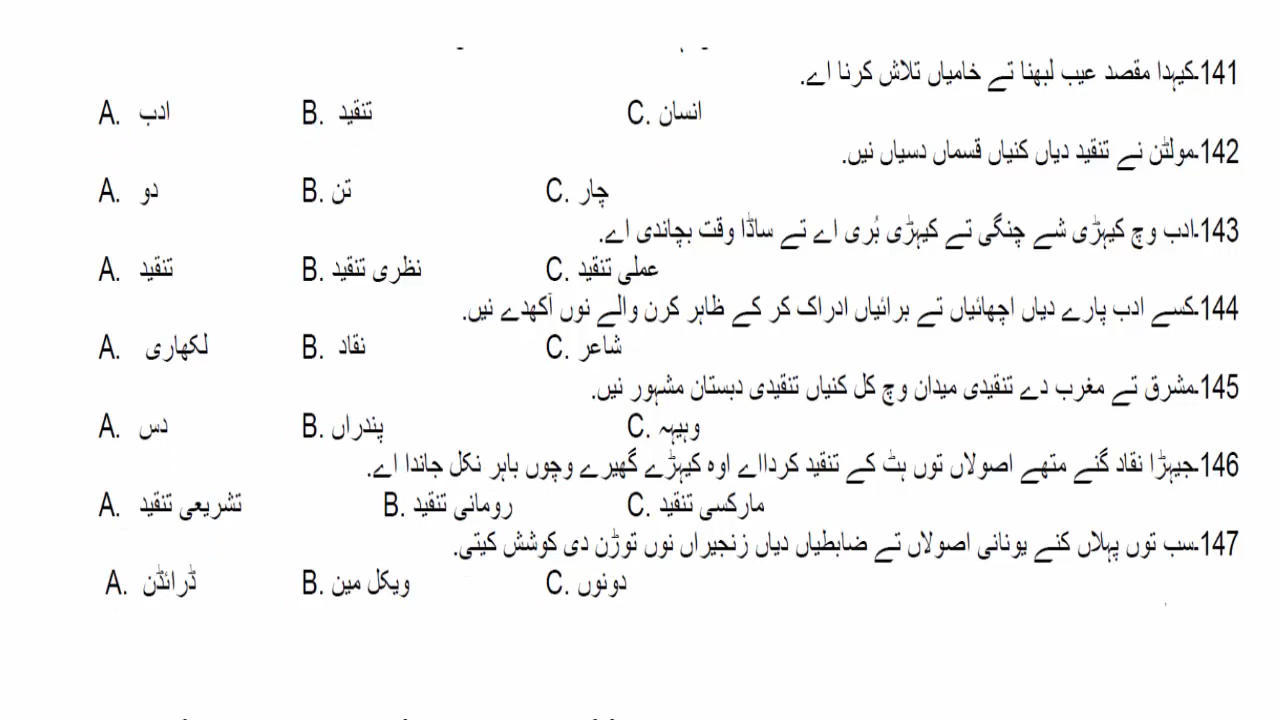 141.کیہدا مقصد عیب لبھنا تے خامیاں تلاش کرنا اے.
A. ادب B. تنقید C. انسان
142.مولٹن نے تنقید دیاں کنیاں قسماں دسیاں نیں.
A. دو B. تن C. چار
143.ادب وچ کیہڑی شے چنگی تے کیہڑی بُری اے تے ساڈا وقت بچاندی اے.
A. تنقید B. نظری تنقید C. عملی تنقید
144.کسے ادب پارے دیاں اچھائیاں تے برائیاں ادراک کر کے ظاہر کرن والے نوں آکھدے نیں.
A. لکھاری B. نقاد C. شاعر
145.مشرق تے مغرب دے تنقیدی میدان وچ کل کنیاں تنقیدی دبستان مشہور نیں.
A. دس B. پندراں C. وہیہہ
146.جیہڑا نقاد گنے متھے اصولاں توں ہٹ کے تنقید کردااے اوہ کیہڑے گھیرے وچوں باہر نکل جاندا اے.
A. تشریعی تنقید B. رومانی تنقید C. مارکسی تنقید
147.سب توں پہلاں کنے یونانی اصولاں تے ضابطیاں دیاں زنجیراں نوں توڑن دی کوشش کیتی.
A. ڈرائڈن B. ویکل مین C. دونوں